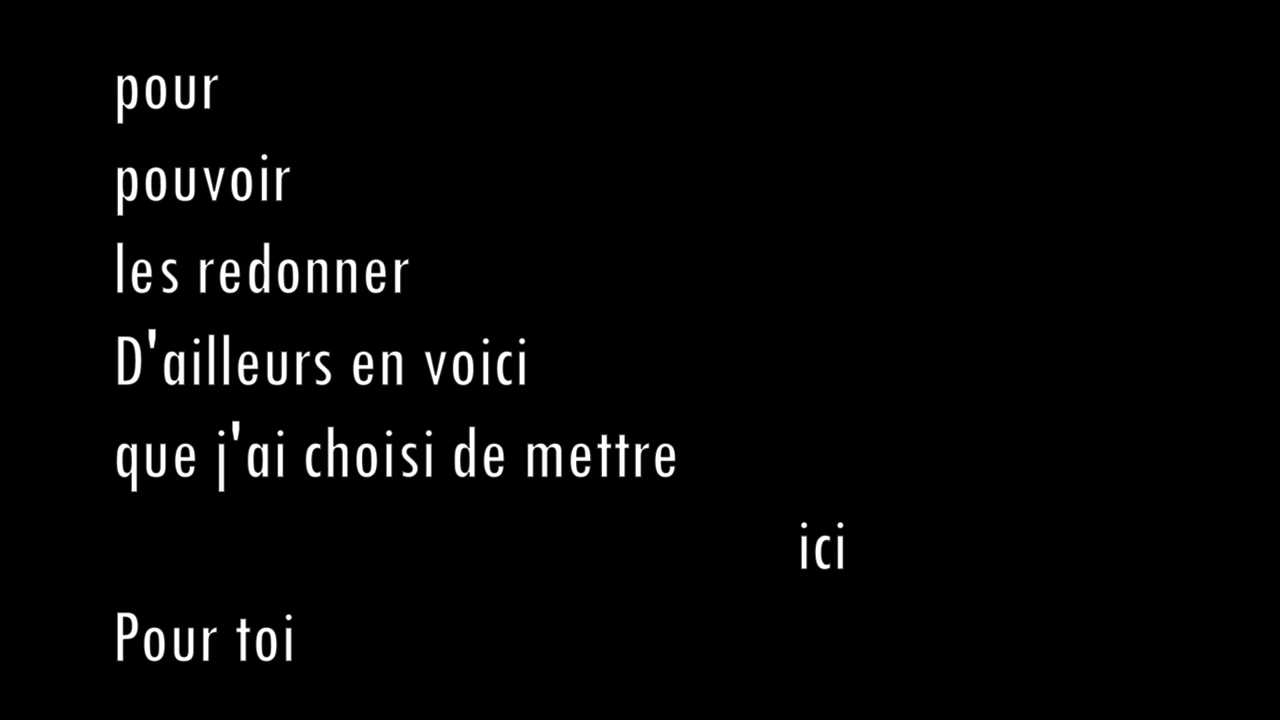 pour
pouvoir
les redonner
D'ailleurs en voici
que j'ai choisi de mettre
ici
Pour toi